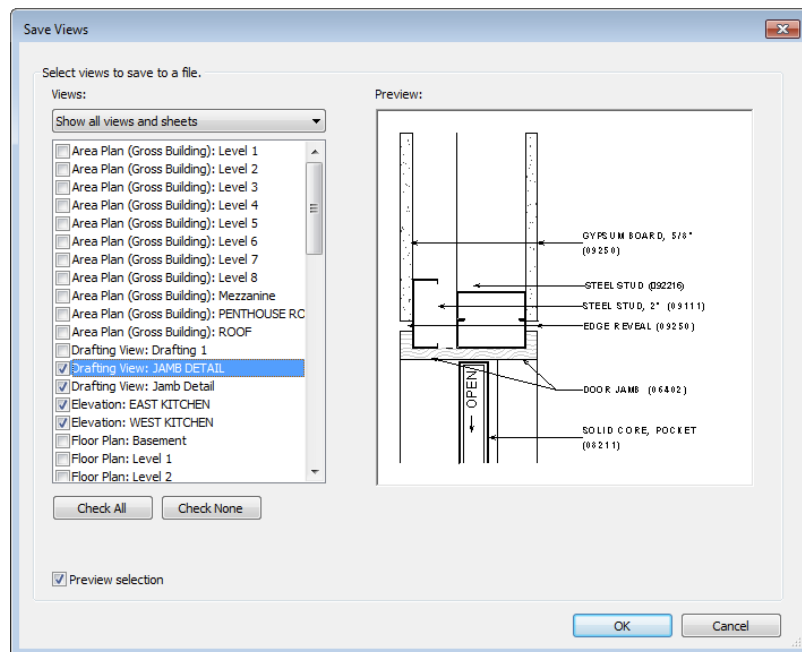 Save Views
Select views to save to a file.
Views:
Show all views and sheets
Area Plan (Gross Building): Level 1
Area Plan (Gross Building): Level 2
Area Plan (Gross Building): Level 3
Area Plan (Gross Building): Level 4
Area Plan (Gross Building): Level 5
Area Plan (Gross Building): Level 6
Area Plan (Gross Building): Level 7
Area Plan (Gross Building): Level 8
Area Plan (Gross Building): Mezzanine
Area Plan (Gross Building): PENTHOUSE RO
Area Plan (Gross Building): ROOF
Drafting View: Drafting 1
Drafting View: JAMB DETAIL
Drafting View: Jamb Detail
Elevation: EAST KITCHEN
Elevation: WEST KITCHEN
Floor Plan: Basement
Floor Plan: Level 1
Floor Plan: Level 2
Check All
Check None
Preview selection
Preview:
GYPSUM BOARD, 5/8"
(09250)
STEEL STUD (092216)
STEEL STUD, 2" (09111)
EDGE REVEAL (09250)
OPEN
DOOR JAMB (06402)
SOLID CORE, POCKET
(08211)
OK
Cancel